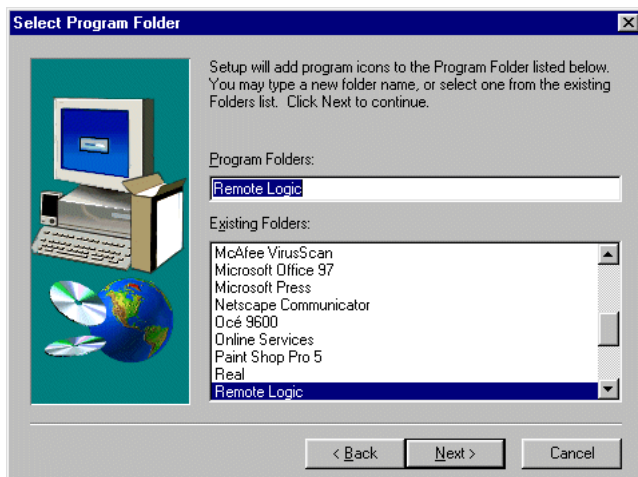 Select Program Folder
Setup will add program icons to the Program Folder listed below.
You may type a new folder name, or select one from the existing
Folders list. Click Next to continue.
Program Folders:
Remote Logic
Existing Folders:
McAfee VirusScan
Microsoft Office 97
Microsoft Press
Netscape Communicator
Océ 9600
Online Services
Paint Shop Pro 5
Real
Remote Logic
< Back
Next >
Cancel